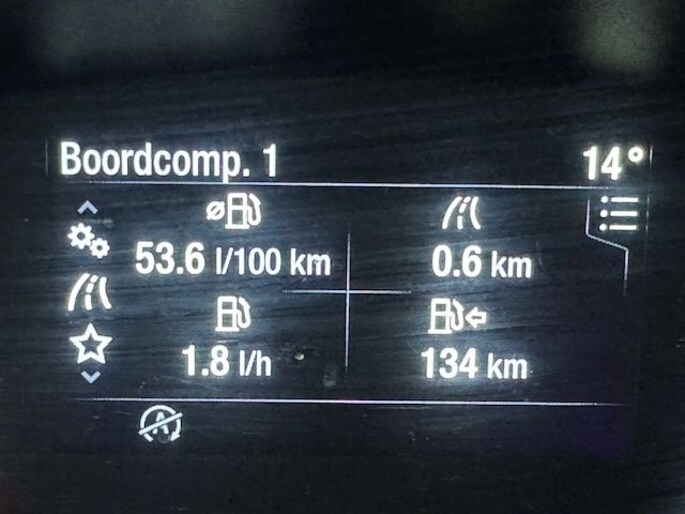 Boordcomp. 1 14°
53.6 l/100 km 0.6 km
1.8 l/h 134 km
A